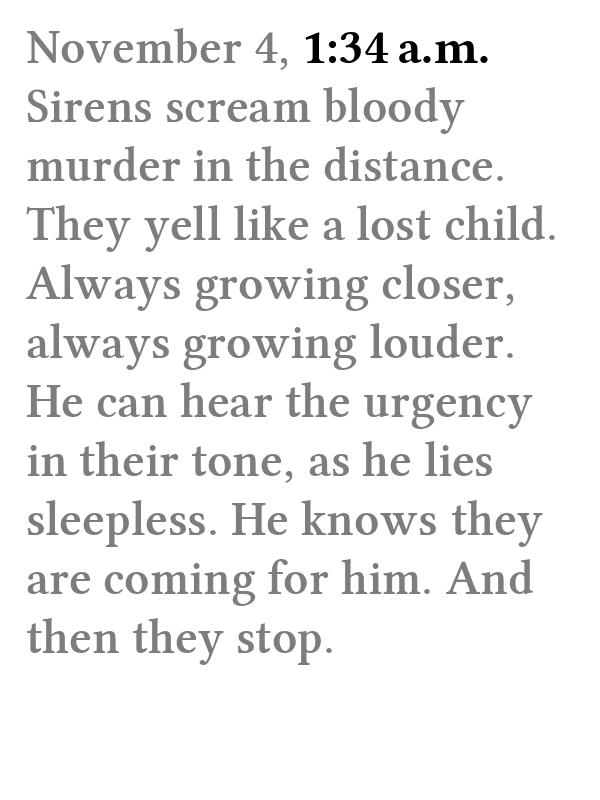 November 4, 1:34 a.m.
Sirens scream bloody
murder in the distance.
They yell like a lost child.
Always growing closer,
always growing louder.
He can hear the urgency
in their tone, as he lies
sleepless. He knows they
are coming for him. And
then they stop.